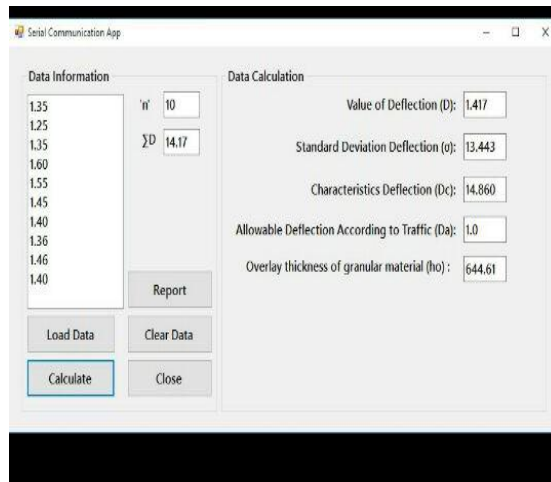 Serial Communication App
Data Information
1.35
1.25
1.35
1.60
1.55
1.45
1.40
1.36
1.46
1.40
'n' 10
∑D 14.17
Report
Load Data
Clear Data
Calculate
Close
Data Calculation
Value of Deflection (D): 1.417
Standard Deviation Deflection (σ): 13.443
Characteristics Deflection (Dc): 14.860
Allowable Deflection According to Traffic (Da): 1.0
Overlay thickness of granular material (ho) : 644.61